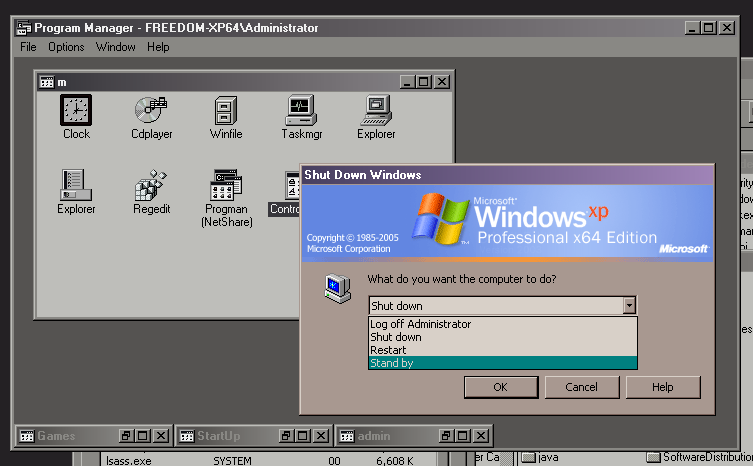 Program Manager - FREEDOM-XP64\Administrator
File Options Window Help
m
Clock Cdplayer Winfile Taskmgr Explorer
Explorer Regedit Progman
(NetShare)
Shut Down Windows
Microsoft®
Windows xp
Professional x64 Edition
Copyright © 1985-2005
Microsoft Corporation
Microsoft
What do you want the computer to do?
Shut down
Log off Administrator
Shut down
Restart
Stand by
OK Cancel Help
Games StartUp admin
lsass.exe SYSTEM 00 6,608 K
java